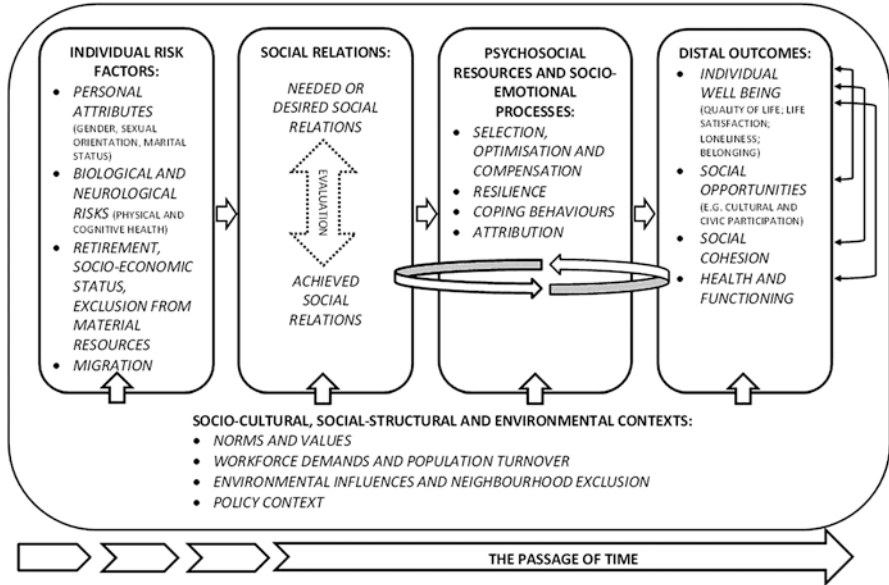 INDIVIDUAL RISK
FACTORS:
• PERSONAL
ATTRIBUTES
(GENDER, SEXUAL
ORIENTATION, MARITAL
STATUS)
• BIOLOGICAL AND
NEUROLOGICAL
RISKS (PHYSICAL AND
COGNITIVE HEALTH)
• RETIREMENT,
SOCIO-ECONOMIC
STATUS,
EXCLUSION FROM
MATERIAL
RESOURCES
• MIGRATION
SOCIAL RELATIONS:
NEEDED OR
DESIRED SOCIAL
RELATIONS
EVALUATION
ACHIEVED
SOCIAL
RELATIONS
PSYCHOSOCIAL
RESOURCES AND SOCIO-
EMOTIONAL
PROCESSES:
• SELECTION,
OPTIMISATION AND
COMPENSATION
• RESILIENCE
• COPING BEHAVIOURS
• ATTRIBUTION
DISTAL OUTCOMES:
• INDIVIDUAL
WELL BEING
(QUALITY OF LIFE; LIFE
SATISFACTION;
LONELINESS;
BELONGING)
• SOCIAL
OPPORTUNITIES
(E.G. CULTURAL AND
CIVIC PARTICIPATION)
• SOCIAL
COHESION
• HEALTH AND
FUNCTIONING
SOCIO-CULTURAL, SOCIAL-STRUCTURAL AND ENVIRONMENTAL CONTEXTS:
• NORMS AND VALUES
• WORKFORCE DEMANDS AND POPULATION TURNOVER
• ENVIRONMENTAL INFLUENCES AND NEIGHBOURHOOD EXCLUSION
• POLICY CONTEXT
THE PASSAGE OF TIME